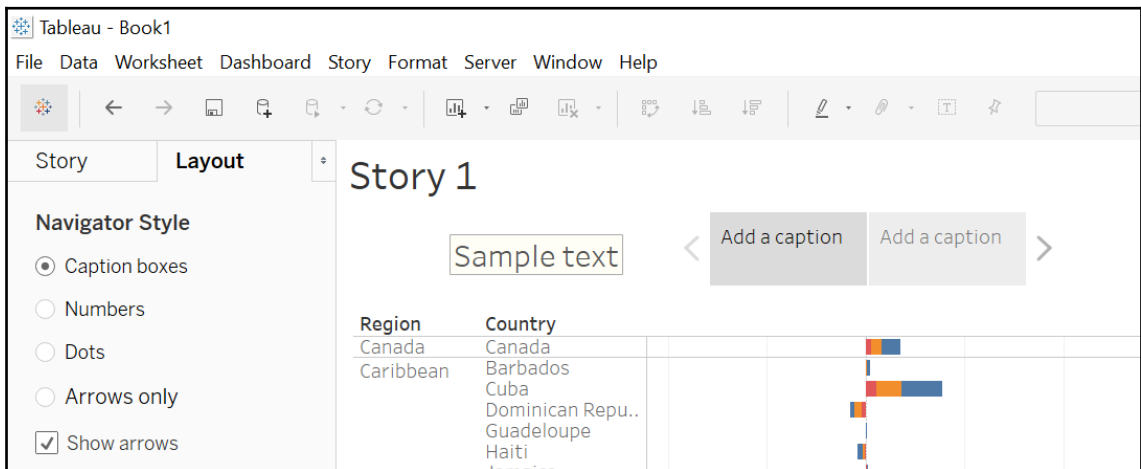 Tableau - Book1
File Data Worksheet Dashboard Story Format Server Window Help
Story Layout
Story 1
Navigator Style
Caption boxes
Numbers
Dots
Arrows only
Show arrows
Sample text
Add a caption
Add a caption
Region Country
Canada Canada
Caribbean Barbados
Cuba
Dominican Repu..
Guadeloupe
Haiti